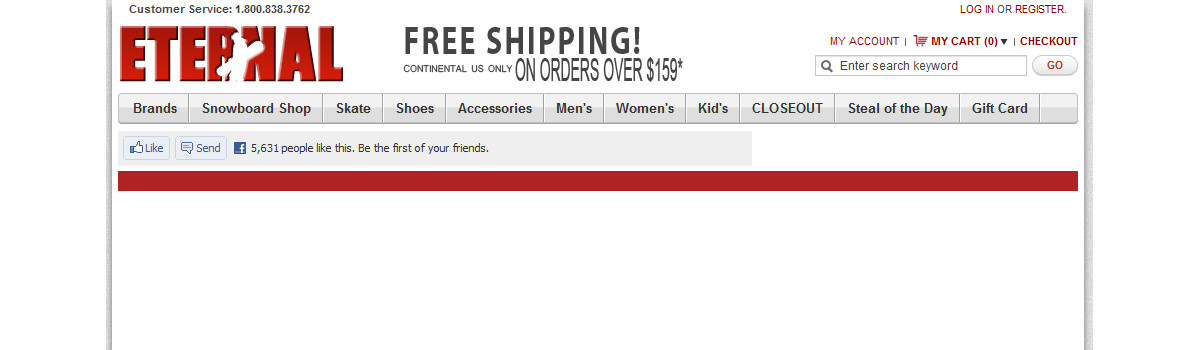 Customer Service: 1.800.838.3762
LOG IN OR REGISTER.
ETERNAL
FREE SHIPPING!
CONTINENTAL US ONLY ON ORDERS OVER $159*
MY ACCOUNT | MY CART (0) | CHECKOUT
Enter search keyword GO
Brands Snowboard Shop Skate Shoes Accessories Men's Women's Kid's CLOSEOUT Steal of the Day Gift Card
Like Send 5,631 people like this. Be the first of your friends.